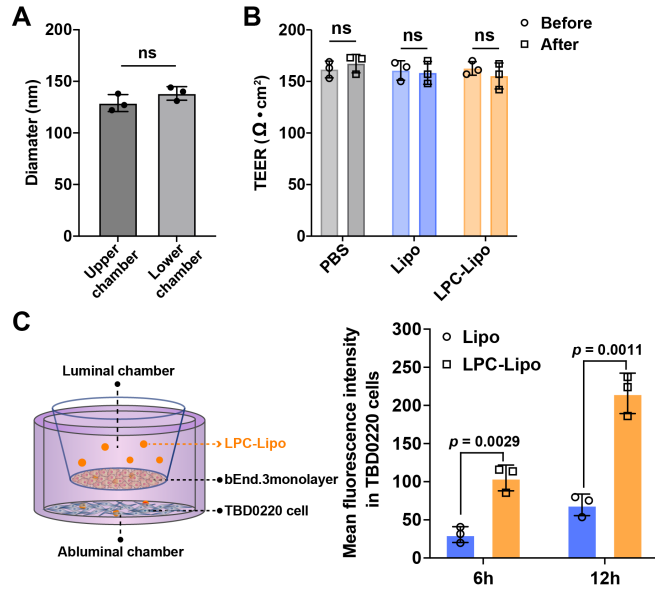 A
Diamater (nm)
200
150
100
50
0
ns
Upper
chamber
Lower
chamber
B
TEER (Ω • cm²)
200
150
100
50
0
ns
ns
ns
Before
After
PBS
Lipo
LPC-Lipo
C
Luminal chamber
LPC-Lipo
bEnd.3monolayer
TBD0220 cell
Abluminal chamber
Mean fluorescence intensity
in TBD0220 cells
300
250
200
150
100
50
0
Lipo
LPC-Lipo
p = 0.0029
p = 0.0011
6h
12h